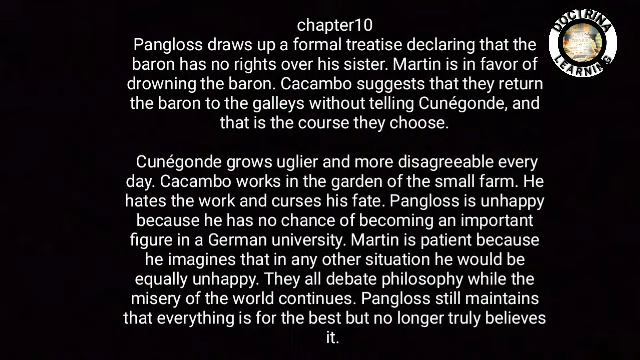 chapter10
Pangloss draws up a formal treatise declaring that the
baron has no rights over his sister. Martin is in favor of
drowning the baron. Cacambo suggests that they return
the baron to the galleys without telling Cunégonde, and
that is the course they choose.
Cunégonde grows uglier and more disagreeable every
day. Cacambo works in the garden of the small farm. He
hates the work and curses his fate. Pangloss is unhappy
because he has no chance of becoming an important
figure in a German university. Martin is patient because
he imagines that in any other situation he would be
equally unhappy. They all debate philosophy while the
misery of the world continues. Pangloss still maintains
that everything is for the best but no longer truly believes
it.
DOCTRINA
LEARNING